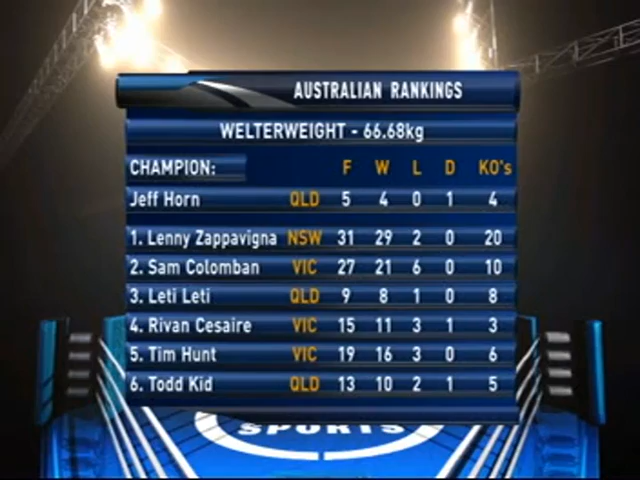 AUSTRALIAN RANKINGS
WELTERWEIGHT - 66.68kg
CHAMPION: F W L D KO's
Jeff Horn QLD 5 4 0 1 4
1. Lenny Zappavigna NSW 31 29 2 0 20
2. Sam Colomban VIC 27 21 6 0 10
3. Leti Leti QLD 9 8 1 0 8
4. Rivan Cesaire VIC 15 11 3 1 3
5. Tim Hunt VIC 19 16 3 0 6
6. Todd Kid QLD 13 10 2 1 5
SPORTS